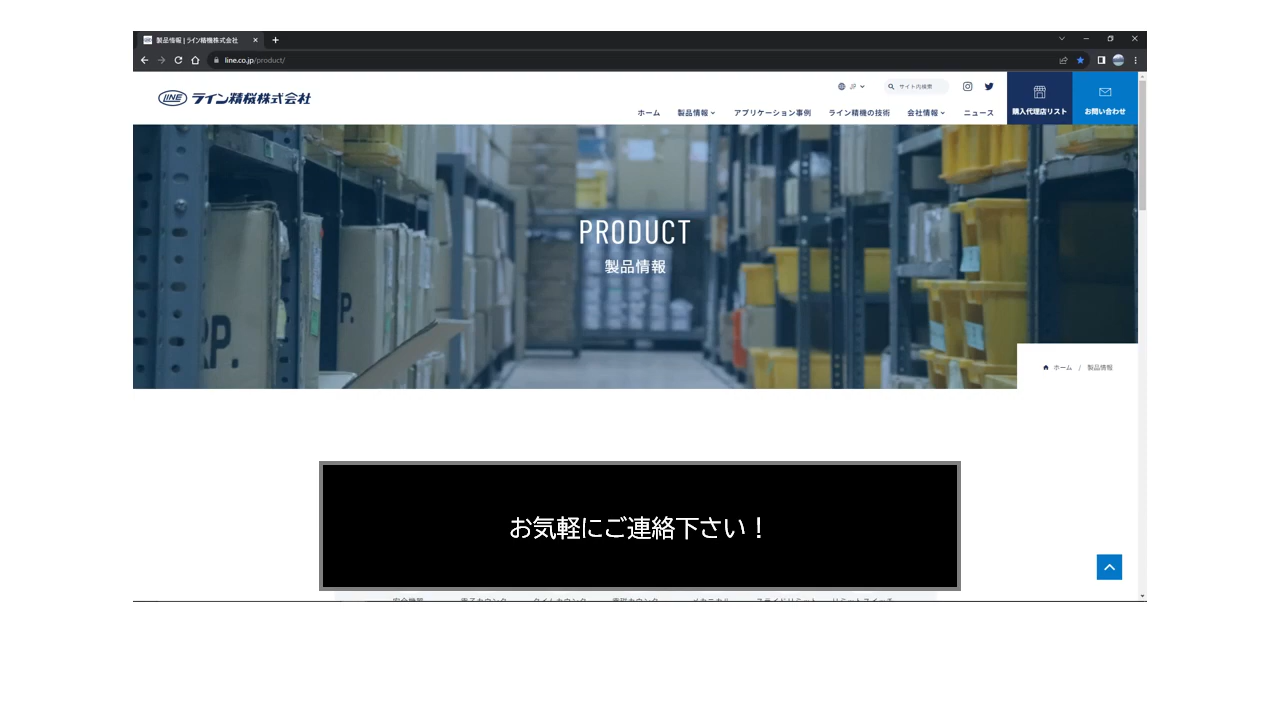 製品情報 | ライン精機株式会社
line.co.jp/product/
LINE ライン精機株式会社
JP
サイト内検索
購入代理店リスト
お問い合わせ
ホーム
製品情報
アプリケーション事例
ライン精機の技術
会社情報
ニュース
PRODUCT
製品情報
RP.
P.
ホーム / 製品情報
お気軽にご連絡下さい！